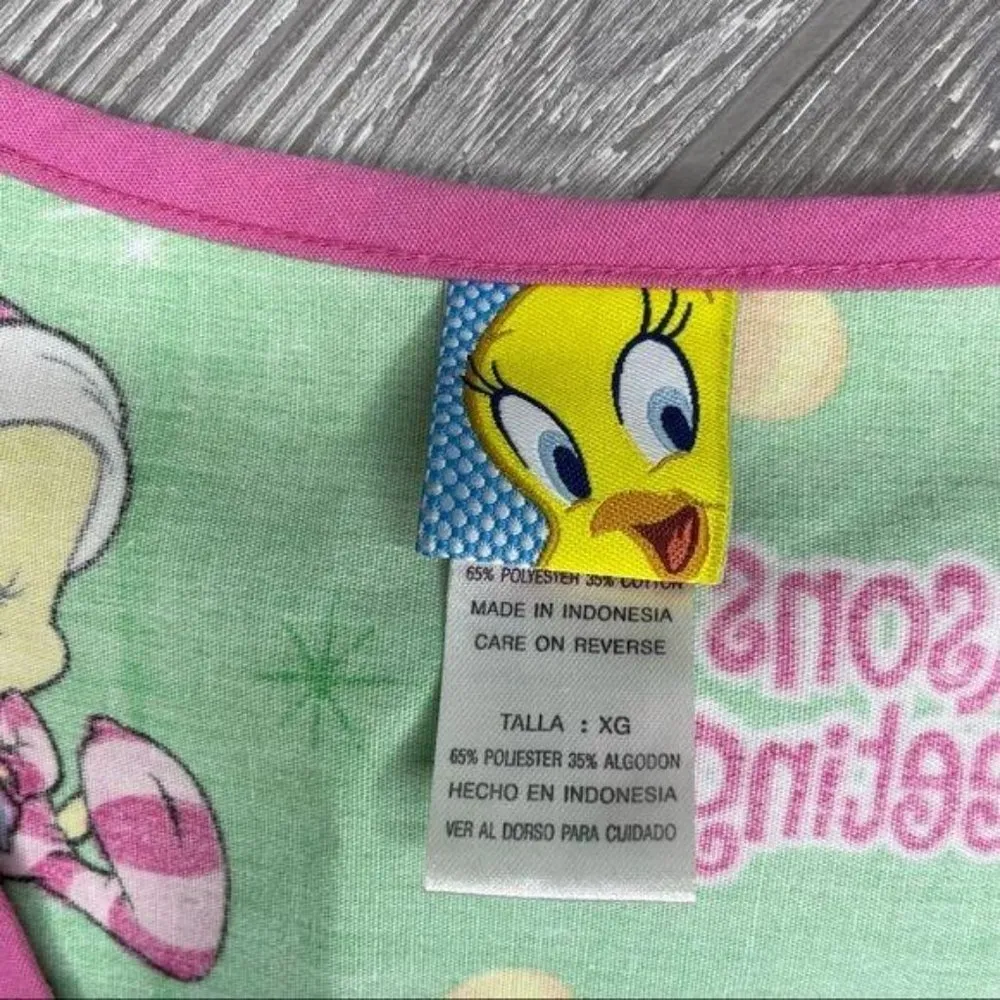 65% POLYESTER 35% COTTON
MADE IN INDONESIA
CARE ON REVERSE
TALLA : XG
65% POLIESTER 35% ALGODON
HECHO EN INDONESIA
VER AL DORSO PARA CUIDADO